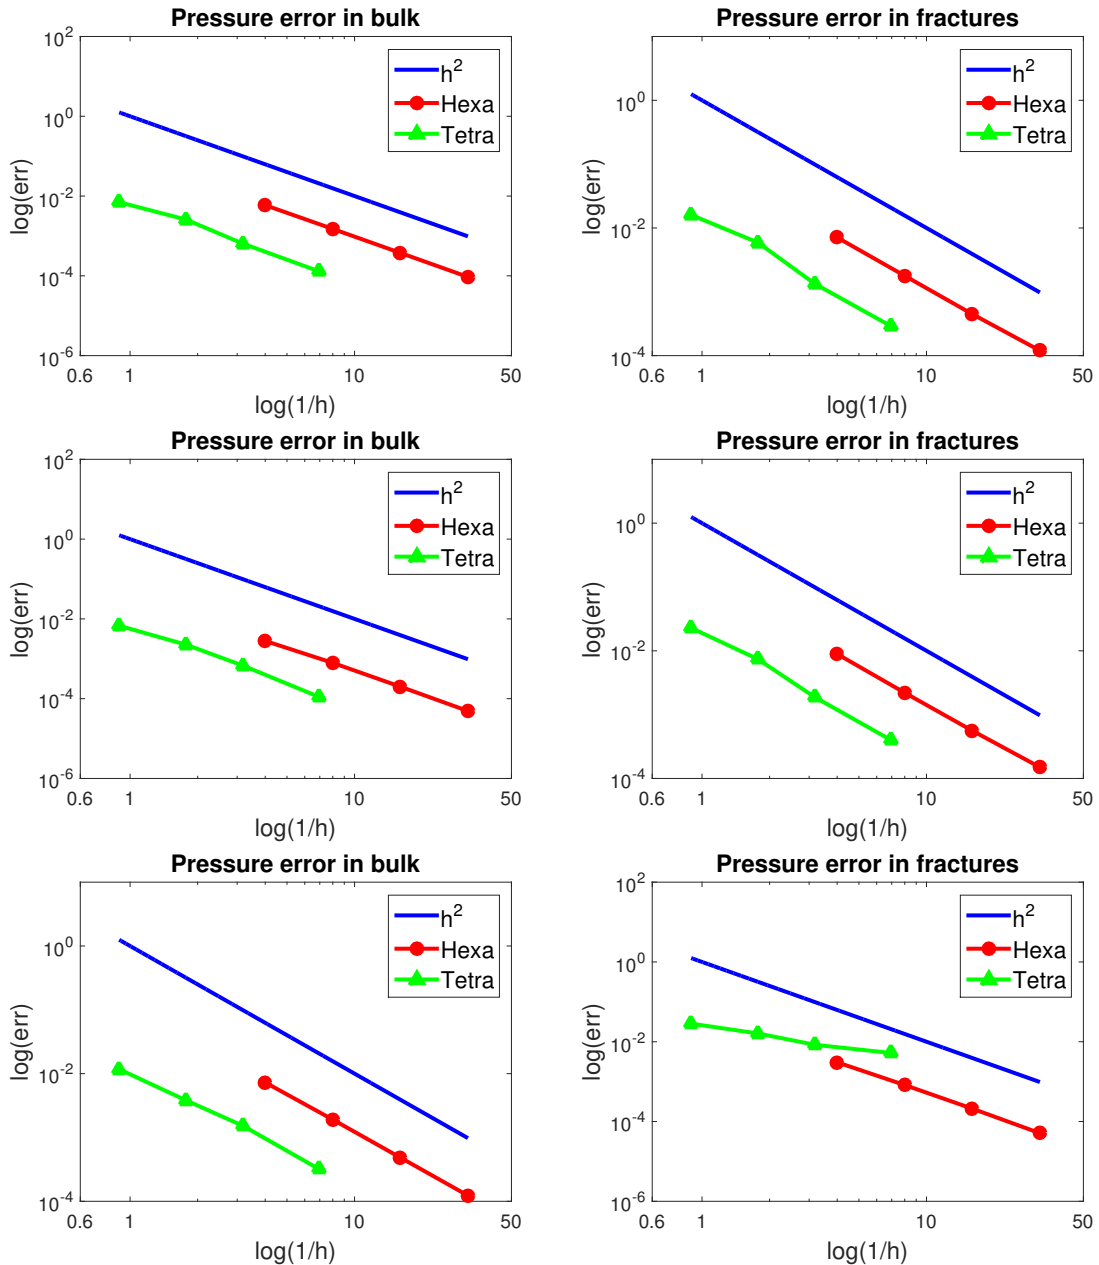 Pressure error in bulk
10^2
10^0
10^-2
10^-4
10^-6
log(err)
0.6 1 10 50
log(1/h)
h^2
Hexa
Tetra
Pressure error in fractures
10^0
10^-2
10^-4
log(err)
0.6 1 10 50
log(1/h)
h^2
Hexa
Tetra
Pressure error in bulk
10^2
10^0
10^-2
10^-4
10^-6
log(err)
0.6 1 10 50
log(1/h)
h^2
Hexa
Tetra
Pressure error in fractures
10^0
10^-2
10^-4
log(err)
0.6 1 10 50
log(1/h)
h^2
Hexa
Tetra
Pressure error in bulk
10^0
10^-2
10^-4
log(err)
0.6 1 10 50
log(1/h)
h^2
Hexa
Tetra
Pressure error in fractures
10^2
10^0
10^-2
10^-4
10^-6
log(err)
0.6 1 10 50
log(1/h)
h^2
Hexa
Tetra